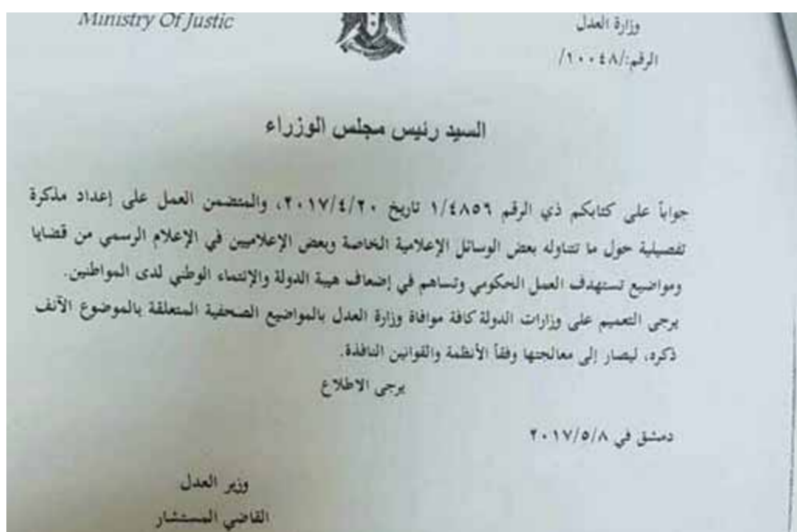 Ministry Of Justic
وزارة العدل
الرقم:/١٠٠٤٨/
السيد رئيس مجلس الوزراء
جواباً على كتابكم ذي الرقم ١/٤٨٥٦ تاريخ ٢٠١٧/٤/٢٠، والمتضمن العمل على إعداد مذكرة
تفصيلية حول ما تتناوله بعض الوسائل الإعلامية الخاصة وبعض الإعلاميين في الإعلام الرسمي من قضايا
ومواضيع تستهدف العمل الحكومي وتساهم في إضعاف هيبة الدولة والإنتماء الوطني لدى المواطنين.
يرجى التعميم على وزارات الدولة كافة موافاة وزارة العدل بالمواضيع الصحفية المتعلقة بالموضوع الآنف
ذكره، ليصار إلى معالجتها وفقاً الأنظمة والقوانين النافذة.
يرجى الاطلاع
دمشق في ٢٠١٧/٥/٨
وزير العدل
القاضي المستشار